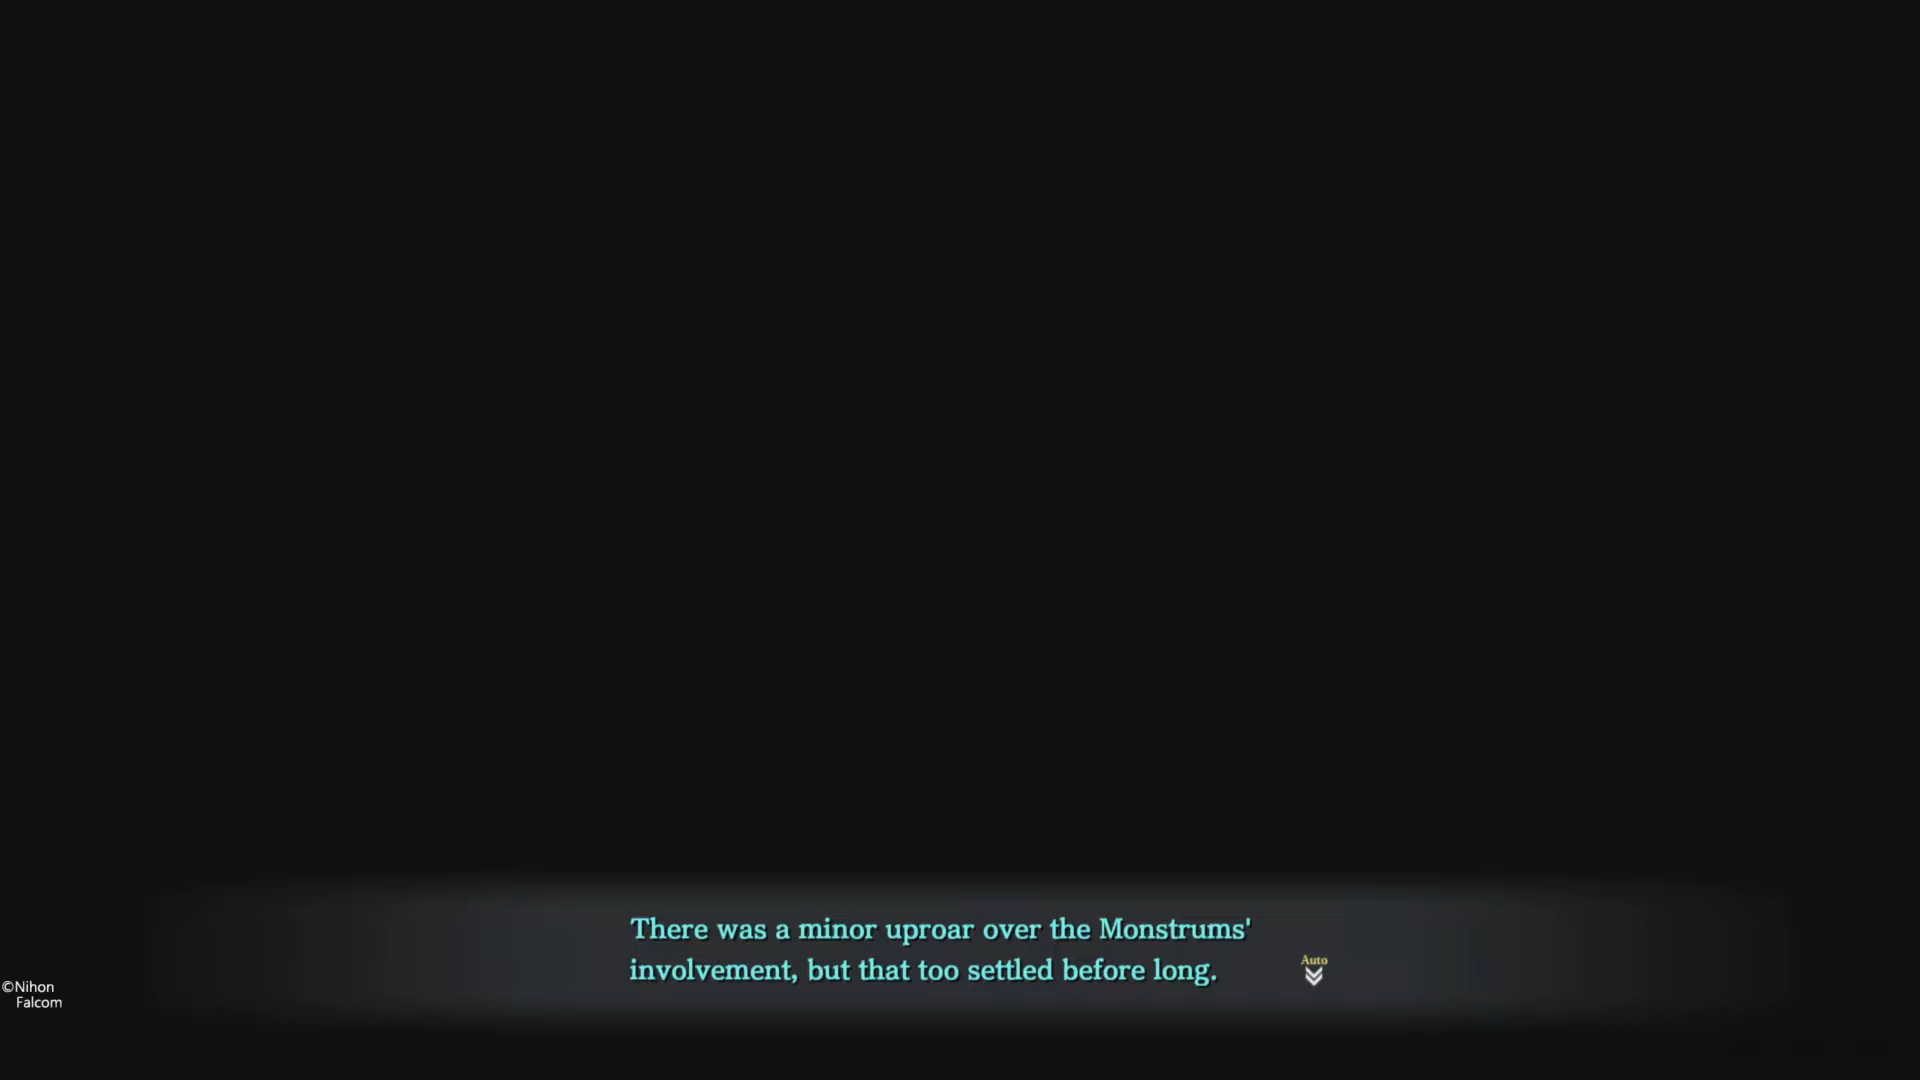 There was a minor uproar over the Monstrums'
involvement, but that too settled before long.
Auto
©Nihon
Falcom